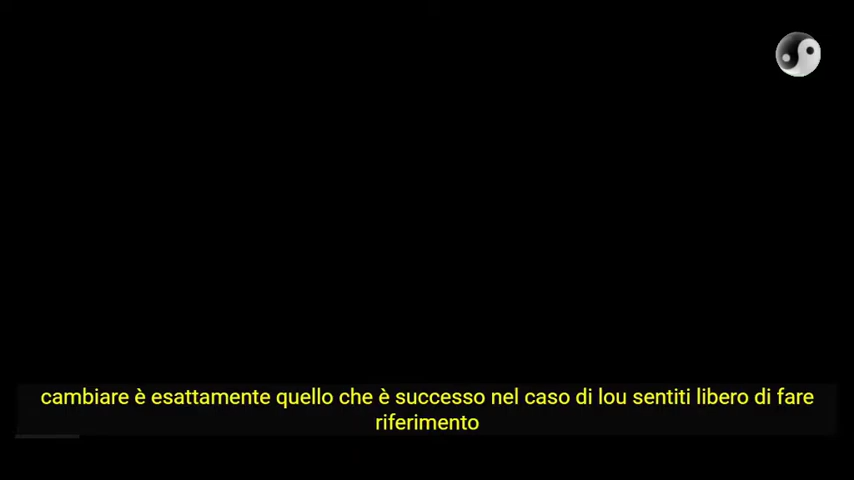 cambiare è esattamente quello che è successo nel caso di lou sentiti libero di fare
riferimento